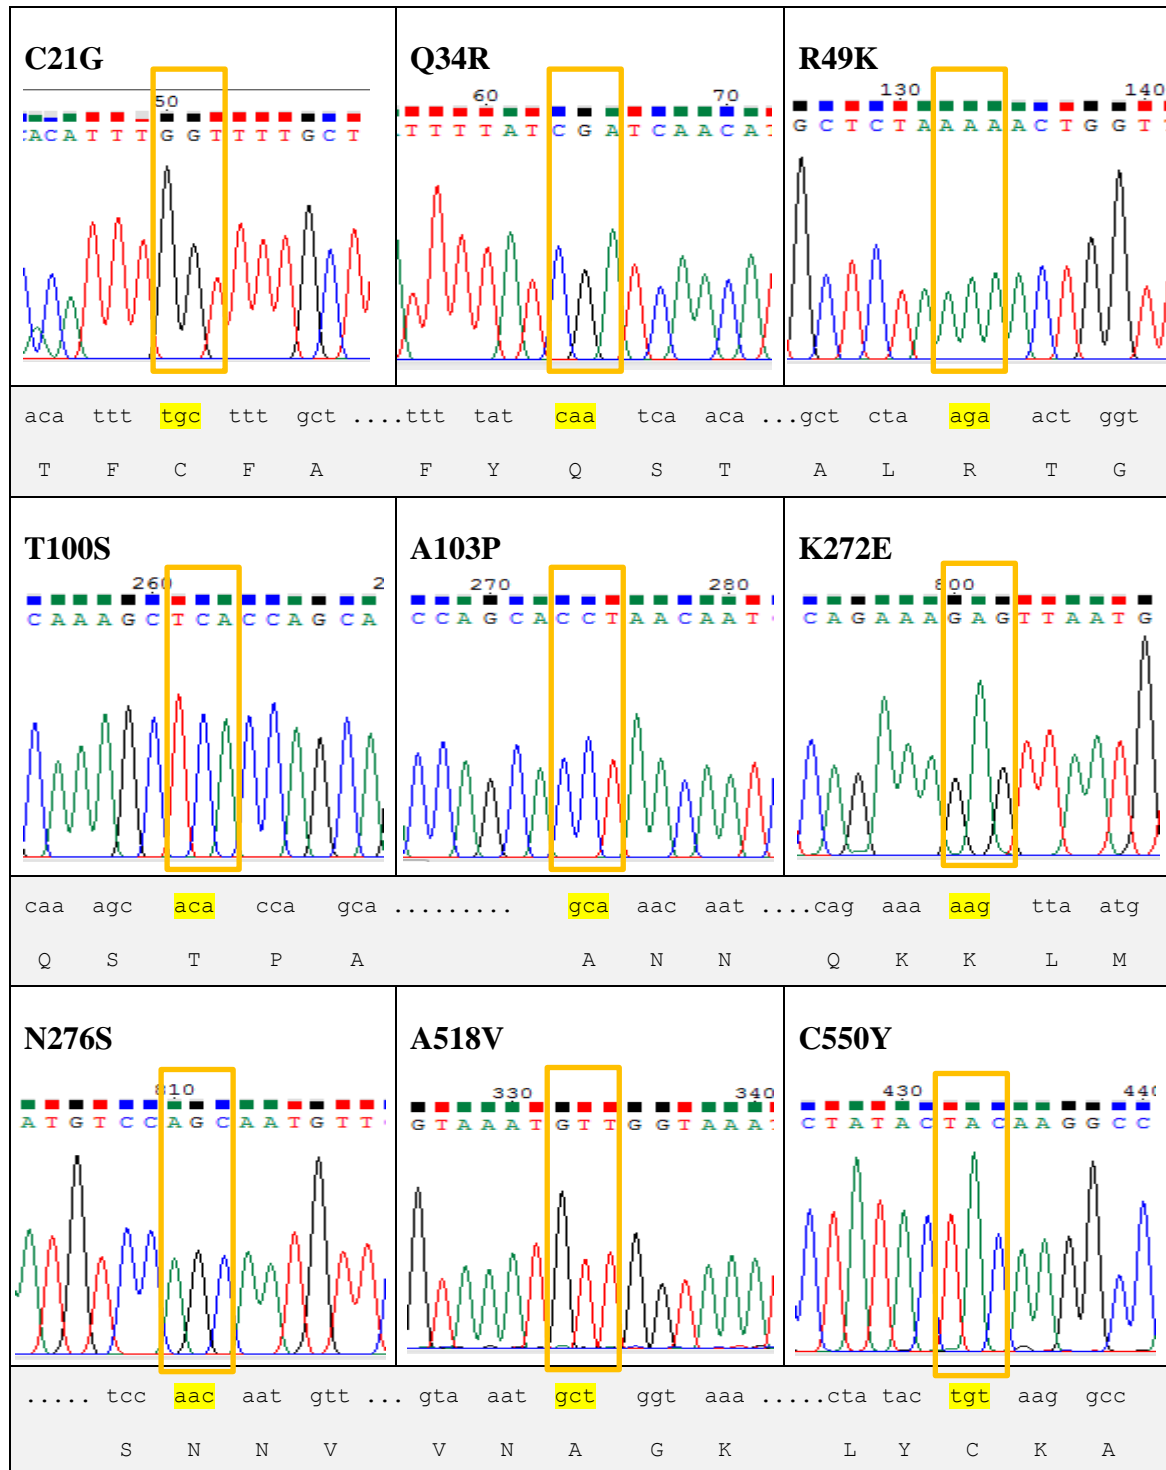 C21G Q34R R49K
50 60 70 130 140
ACATTTGGTTTTGCT TTTTATCGATCAACAT GCTCTAAAAACTGGT
aca ttt tgc ttt gct ....ttt tat caa tca aca ...gct cta aga act ggt
T F C F A F Y Q S T A L R T G
T100S A103P K272E
260 2 270 280 800
CAAAGCTCACCAGCA CCAGCACCTAACAAT CAGAAAGAGTTAATG
caa agc aca cca gca ......... gca aac aat ....cag aaa aag tta atg
Q S T P A A N N Q K K L M
N276S A518V C550Y
810 330 340 430 440
ATGTCCAGCAATGTT GTAAATGTTGGTAAA CTATACTACAAGGCC
..... tcc aac aat gtt ... gta aat gct ggt aaa .....cta tac tgt aag gcc
S N N V V N A G K L Y C K A